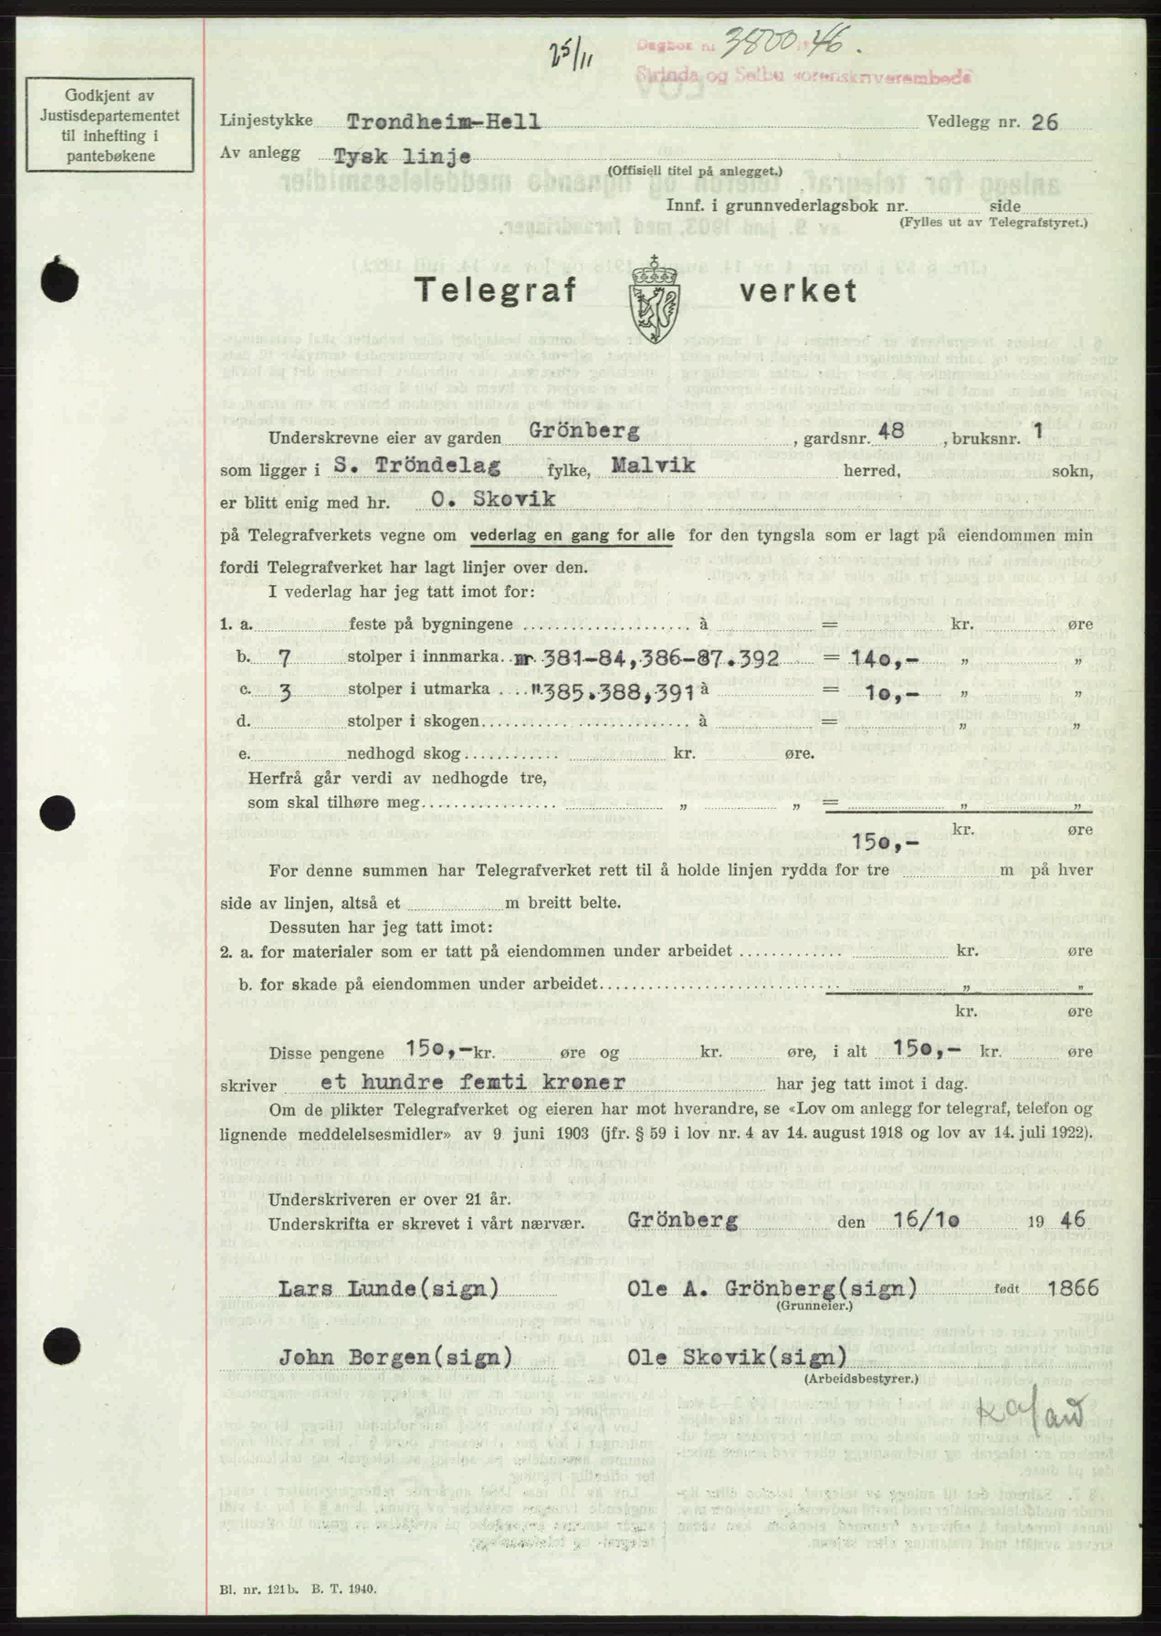 25/11
Dagbok nr 3800 46.
Strinda og Selbu sorenskriverembede
Godkjent av
Justisdepartementet
til inhefting i
pantebøkene
Linjestykke Trondheim-Hell Vedlegg nr. 26
Av anlegg Tysk linje
(Offisiell titel på anlegget.)
Innf. i grunnvederlagsbok nr. side
(Fylles ut av Telegrafstyret.)
Telegraf verket
Underskrevne eier av garden Grönberg, gardsnr. 48, bruksnr. 1
som ligger i S. Tröndelag fylke, Malvik herred, sokn,
er blitt enig med hr. O. Skovik
på Telegrafverkets vegne om vederlag en gang for alle for den tyngsla som er lagt på eiendommen min
fordi Telegrafverket har lagt linjer over den.
I vederlag har jeg tatt imot for:
1. a. feste på bygningene .................... à = kr. øre
b. 7 stolper i innmarka.. nr. 381-84,386-87.392 = 140,- „ „
c. 3 stolper i utmarka ...." 385.388,391 à = 10,- „ „
d. stolper i skogen......................... à = „ „
e. nedhogd skog............ kr. øre.
Herfrå går verdi av nedhogde tre,
som skal tilhøre meg................ „ „ = „ „
150,- kr. øre
For denne summen har Telegrafverket rett til å holde linjen rydda for tre m på hver
side av linjen, altså et m breitt belte.
Dessuten har jeg tatt imot:
2. a. for materialer som er tatt på eiendommen under arbeidet ............. kr. øre
b. for skade på eiendommen under arbeidet............................. „ „
kr. øre
Disse pengene 150,- kr. øre og kr. øre, i alt 150,- kr. øre
skriver et hundre femti kroner har jeg tatt imot i dag.
Om de plikter Telegrafverket og eieren har mot hverandre, se «Lov om anlegg for telegraf, telefon og
lignende meddelelsesmidler» av 9 juni 1903 (jfr. § 59 i lov nr. 4 av 14. august 1918 og lov av 14. juli 1922).
Underskriveren er over 21 år.
Underskrifta er skrevet i vårt nærvær. Grönberg den 16/10 19 46
Lars Lunde(sign) Ole A. Grönberg(sign) født 1866
(Grunneier.)
John Borgen(sign) Ole Skovik(sign)
(Arbeidsbestyrer.)
Bl. nr. 121b. B. T. 1940.